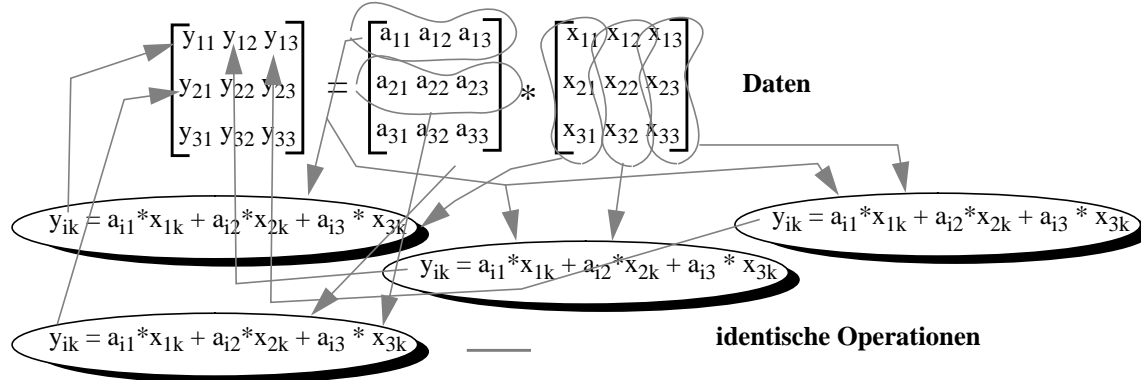 y11 y12 y13   a11 a12 a13   x11 x12 x13
y21 y22 y23 = a21 a22 a23 * x21 x22 x23   Daten
y31 y32 y33   a31 a32 a33   x31 x32 x33
yik = ai1*x1k + ai2*x2k + ai3 * x3k
yik = ai1*x1k + ai2*x2k + ai3 * x3k
yik = ai1*x1k + ai2*x2k + ai3 * x3k
yik = ai1*x1k + ai2*x2k + ai3 * x3k
identische Operationen